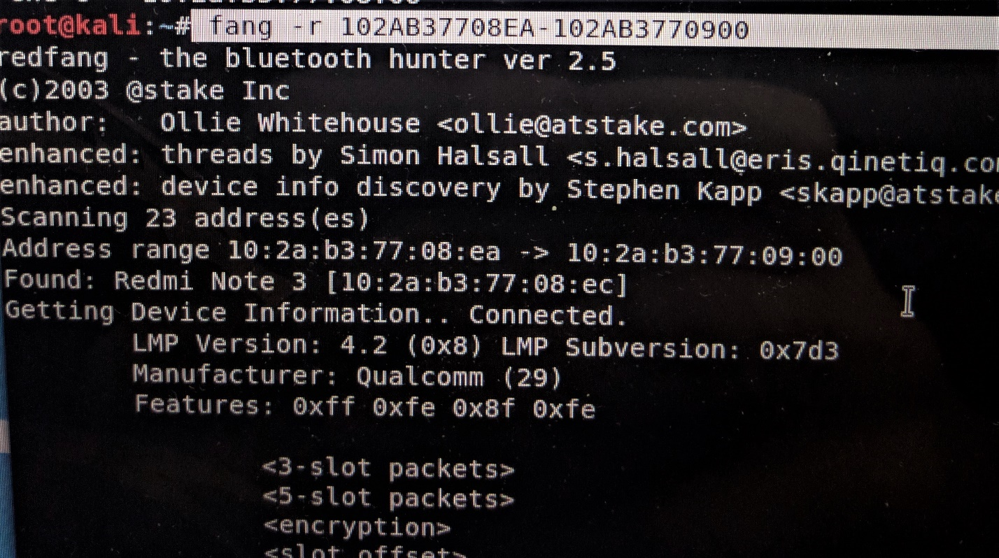 root@kali:~# fang -r 102AB37708EA-102AB3770900
redfang - the bluetooth hunter ver 2.5
(c)2003 @stake Inc
author: Ollie Whitehouse <ollie@atstake.com>
enhanced: threads by Simon Halsall <s.halsall@eris.qinetiq.co
enhanced: device info discovery by Stephen Kapp <skapp@atstake
Scanning 23 address(es)
Address range 10:2a:b3:77:08:ea -> 10:2a:b3:77:09:00
Found: Redmi Note 3 [10:2a:b3:77:08:ec]
Getting Device Information.. Connected.
LMP Version: 4.2 (0x8) LMP Subversion: 0x7d3
Manufacturer: Qualcomm (29)
Features: 0xff 0xfe 0x8f 0xfe
<3-slot packets>
<5-slot packets>
<encryption>
<slot offset>